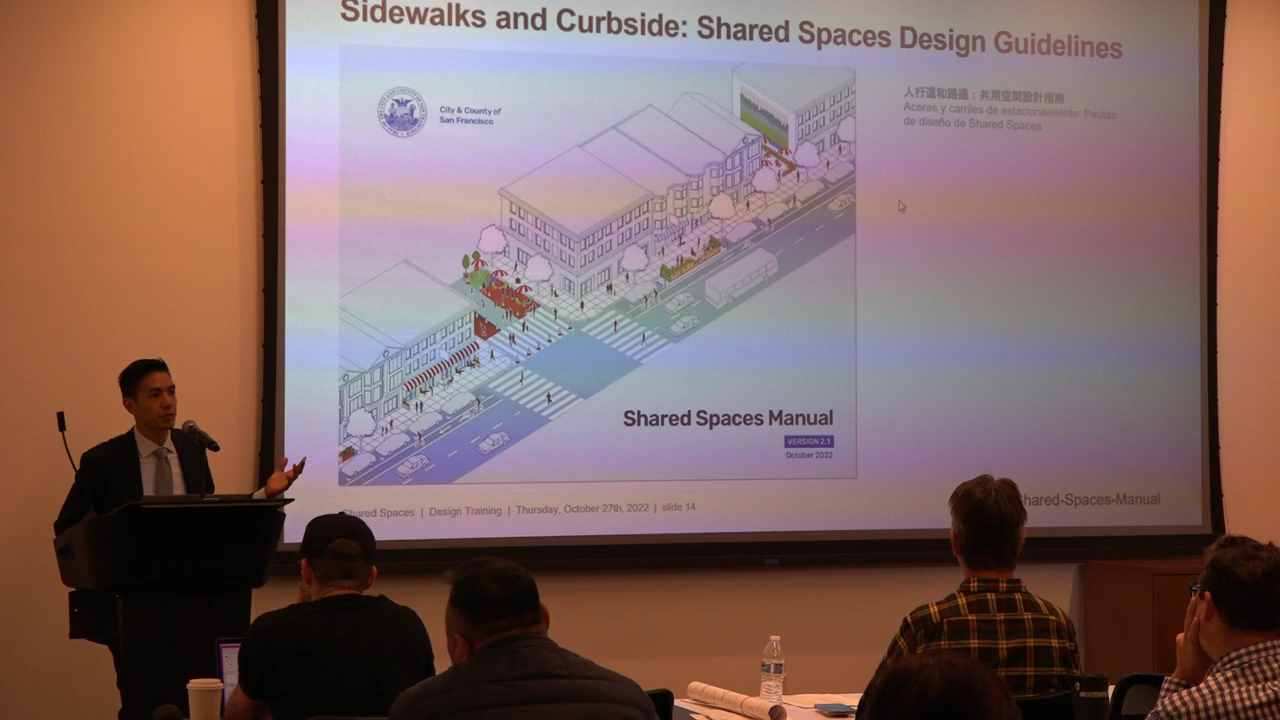 Sidewalks and Curbside: Shared Spaces Design Guidelines
City & County of
San Francisco
人行道和路邊：共用空間設計指南
Aceras y carriles de estacionamiento: Pautas
de diseño de Shared Spaces
Shared Spaces Manual
VERSION 2.1
October 2022
Shared Spaces | Design Training | Thursday, October 27th, 2022 | slide 14
Shared-Spaces-Manual